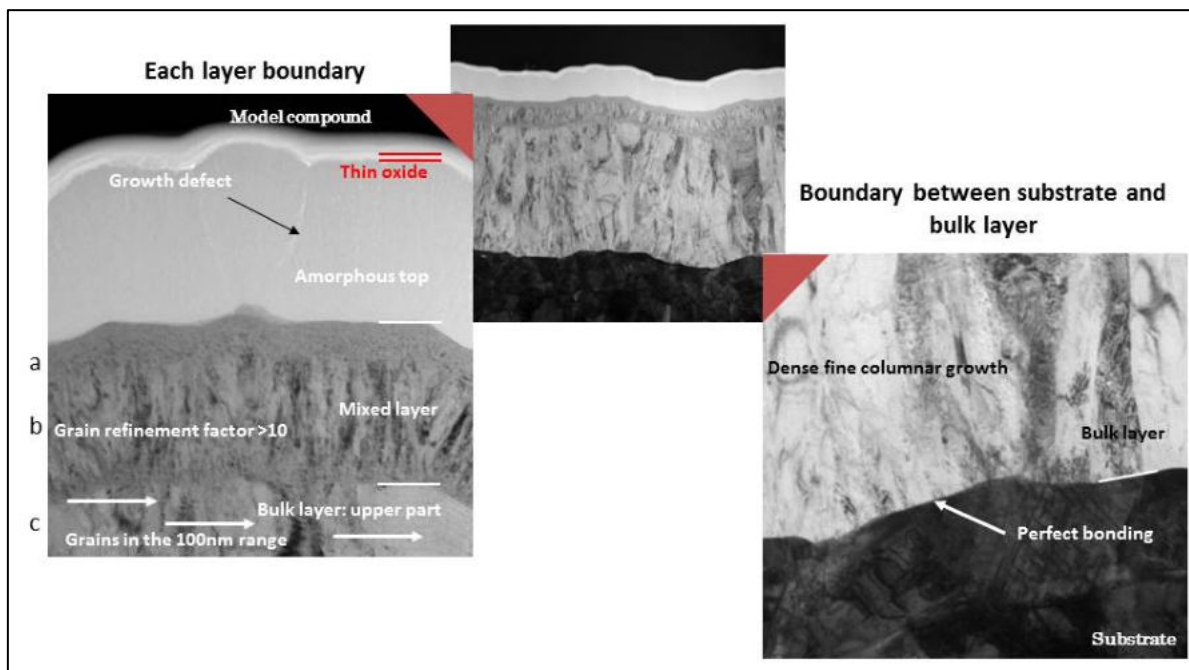 Each layer boundary
Model compound
Thin oxide
Growth defect
Amorphous top
a
Mixed layer
b
Grain refinement factor >10
Bulk layer: upper part
c
Grains in the 100nm range
Boundary between substrate and
bulk layer
Dense fine columnar growth
Bulk layer
Perfect bonding
Substrate